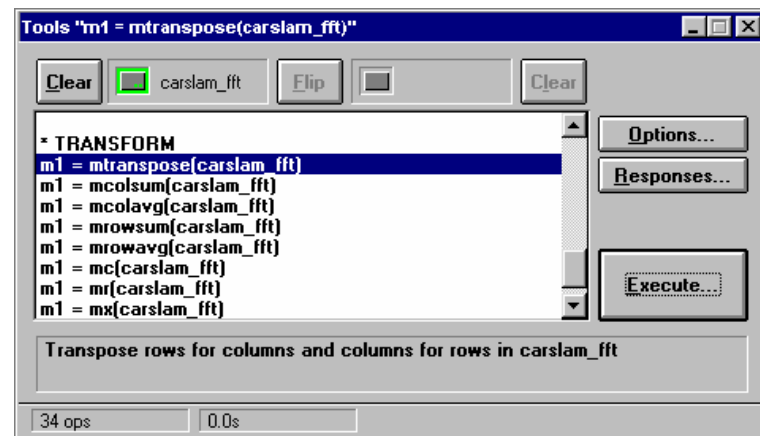 Tools "m1 = mtranspose(carslam_fft)"
Clear carslam_fft Flip Clear
* TRANSFORM
m1 = mtranspose(carslam_fft)
m1 = mcolsum(carslam_fft)
m1 = mcolavg(carslam_fft)
m1 = mrowsum(carslam_fft)
m1 = mrowavg(carslam_fft)
m1 = mc(carslam_fft)
m1 = mr(carslam_fft)
m1 = mx(carslam_fft)
Options...
Responses...
Execute...
Transpose rows for columns and columns for rows in carslam_fft
34 ops 0.0s